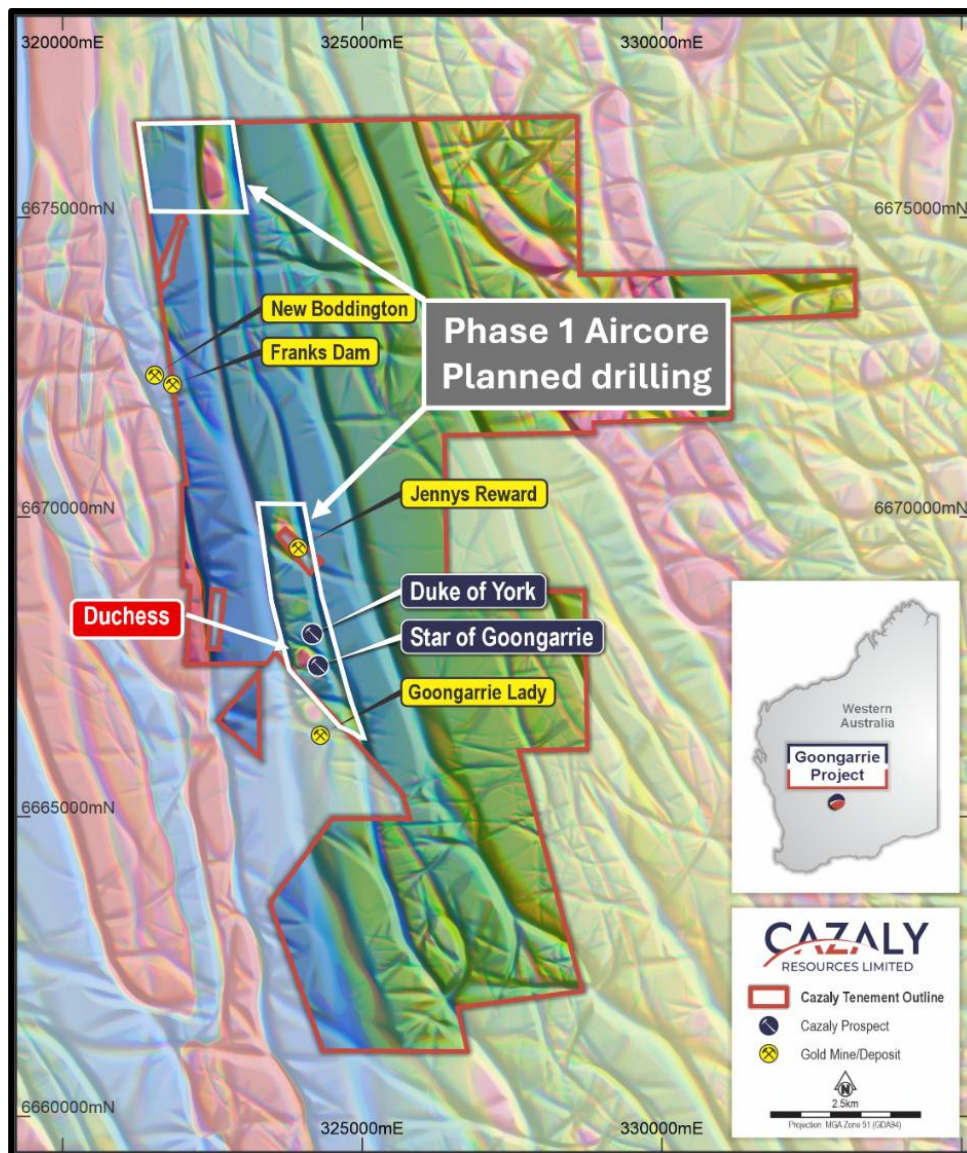 320000mE
325000mE
330000mE
6675000mN
6675000mN
New Boddington
Franks Dam
Phase 1 Aircore
Planned drilling
Jennys Reward
6670000mN
6670000mN
Duke of York
Duchess
Star of Goongarrie
Goongarrie Lady
Western
Australia
Goongarrie
Project
6665000mN
CAZALY
RESOURCES LIMITED
Cazaly Tenement Outline
Cazaly Prospect
Gold Mine/Deposit
N
2.5km
Projection: MGA Zone 51 (GDA94)
6660000mN
325000mE
330000mE